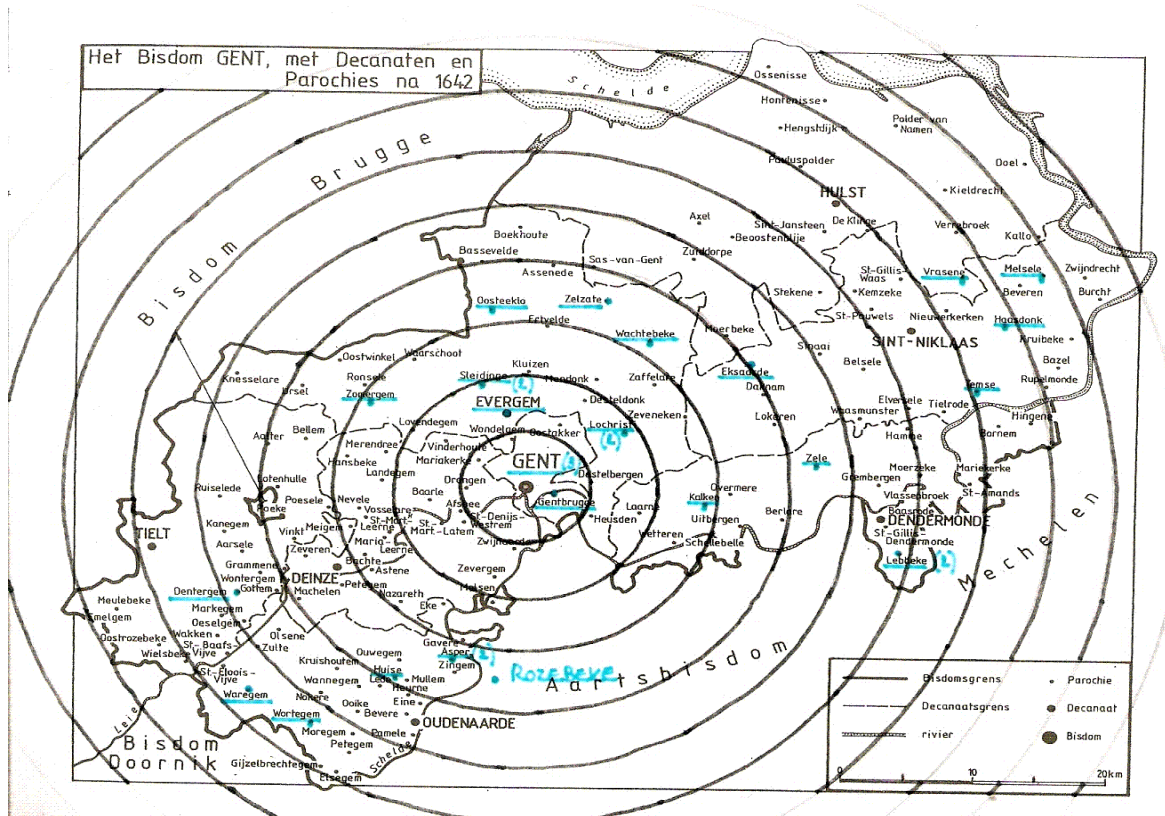 Het Bisdom GENT, met Decanaten en
Parochies na 1642
Schelde
Ossenisse
Honrenisse
Hengstdijk
Polder van
Namen
Pauluspolder
Doel
Kieldrecht
HULST
Bisdom Brugge
Axel
Sint-Jansteen
De Klinge
Verrebroek
Beoostenblije
Kallo
Zuiddorpe
Boekhoute
Bassevelde
Sas-van-Gent
Assenede
St-Gillis-
Waas
Vrasene
Melsele
Zwijndrecht
Kemzeke
Beveren
Burcht
Stekene
Oosteeklo
Zelzate
Ertvelde
Wachtebeke
Moerbeke
St-Pauwels
Nieuwerkerken
Haasdonk
SINT-NIKLAAS
Kruibeke
Sinaai
Belsele
Bazel
Rupelmonde
Oostwinkel
Waarschoot
Kluizen
Knesselare
Ronsele
Sleidinge (2)
Mendonk
Zaffelare
Eksaarde
Daknam
Temse
Ursel
Zomergem
EVERGEM
Desteldonk
Zeveneken
Lokeren
Elversele
Tielrode
Waasmunster
Hingene
Bornem
Lovendegem
Wondelgem
Oostakker
Lochristi
(2)
Hamme
Aalter
Bellem
Merendree
Vinderhoute
Hansbeke
Mariakerke
GENT
Destelbergen
Zele
Moerzeke
Mariekerke
Landegem
Drongen
Grembergen
Lotenhulle
Ruiselede
Baarle
Gentbrugge
Overmere
Kalken
Vlassenbroek
St-Amands
Poeke
Poesele
Nevele
Vosselare
Afsnee
Laarne
Uitbergen
Berlare
Baasrode
Kanegem
Vinkt
Meigem
St-Mart-
Leerne
St-
Mart-Latem
St-Denijs-
Westrem
Heusden
DENDERMONDE
TIELT
Aarsele
Zeveren
Maria-
Leerne
Zwijnaarde
Wetteren
Schellebelle
St-Gillis-
Dendermonde
Lebbeke (2)
Grammene
Bachte
Astene
Wontergem
DEINZE
Zevergem
Dentergem
Gottem
Machelen
Petegem
Nazareth
Melsen
Eke
Meulebeke
Markegem
Emelgem
Oeselgem
Oostrozebeke
Wakken
Olsene
St-Baafs-
Vijve
Zulte
Gavere
Asper (2)
Zingem
Wielsbeke
Ouwegem
Kruishoutem
Huise
Mullem
Lede
Heurne
Rozebeke
St-Eloois-
Vijve
Wannegem
Nokere
Ooike
Eine
Waregem
Wortegem
Bevere
OUDENAARDE
Moregem
Pamele
Petegem
Gijzelbrechtegem
Elsegem
Schelde
Leie
Bisdom
Doornik
Aartsbisdom Mechelen
Bisdomsgrens
Parochie
Decanaatsgrens
Decanaat
rivier
Bisdom
0 5 10 20km